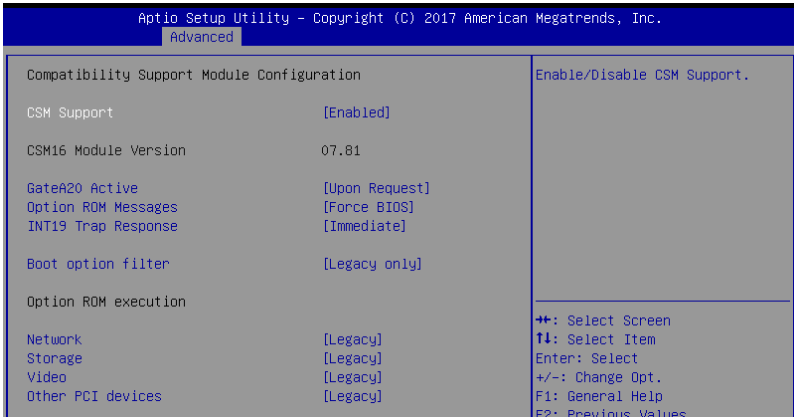 Aptio Setup Utility – Copyright (C) 2017 American Megatrends, Inc.
Advanced
Compatibility Support Module Configuration
CSM Support [Enabled]
CSM16 Module Version 07.81
GateA20 Active [Upon Request]
Option ROM Messages [Force BIOS]
INT19 Trap Response [Immediate]
Boot option filter [Legacy only]
Option ROM execution
Network [Legacy]
Storage [Legacy]
Video [Legacy]
Other PCI devices [Legacy]
Enable/Disable CSM Support.
→←: Select Screen
↑↓: Select Item
Enter: Select
+/-: Change Opt.
F1: General Help
F2: Previous Values